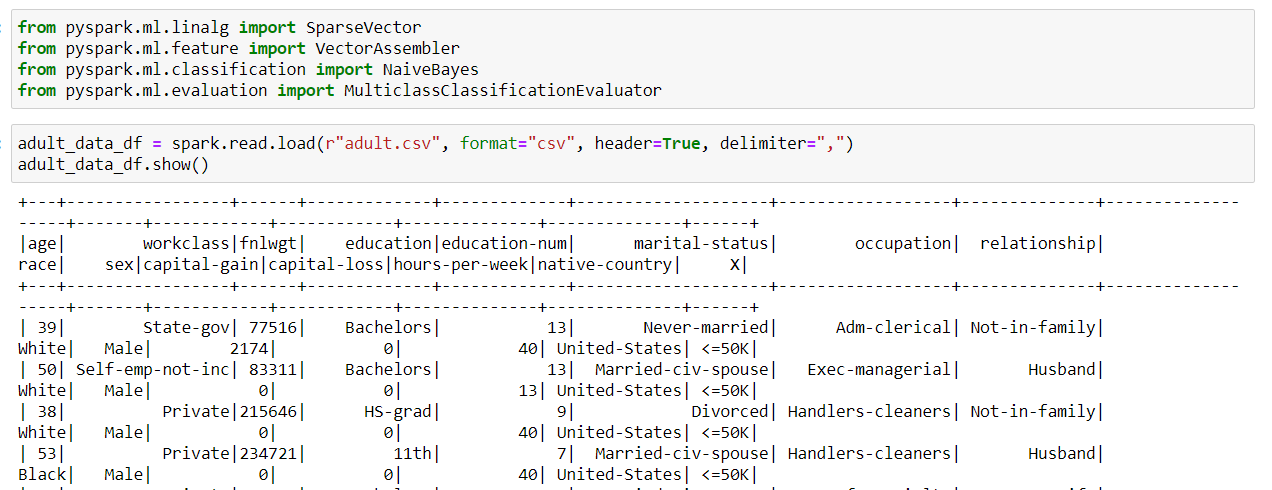 from pyspark.ml.linalg import SparseVector
from pyspark.ml.feature import VectorAssembler
from pyspark.ml.classification import NaiveBayes
from pyspark.ml.evaluation import MulticlassClassificationEvaluator
adult_data_df = spark.read.load(r"adult.csv", format="csv", header=True, delimiter=",")
adult_data_df.show()
+---+-----------------+------+-------------+-------------+--------------------+------------------+--------------+--------------
-----+-------+------------+------------+--------------+--------------+------+
|age|        workclass|fnlwgt|    education|education-num|      marital-status|        occupation|  relationship|
race|    sex|capital-gain|capital-loss|hours-per-week|native-country|     X|
+---+-----------------+------+-------------+-------------+--------------------+------------------+--------------+--------------
-----+-------+------------+------------+--------------+--------------+------+
| 39|        State-gov| 77516|    Bachelors|           13|       Never-married|      Adm-clerical| Not-in-family|
White|   Male|        2174|           0|            40| United-States| <=50K|
| 50| Self-emp-not-inc| 83311|    Bachelors|           13|  Married-civ-spouse|   Exec-managerial|       Husband|
White|   Male|           0|           0|            13| United-States| <=50K|
| 38|          Private|215646|      HS-grad|            9|            Divorced| Handlers-cleaners| Not-in-family|
White|   Male|           0|           0|            40| United-States| <=50K|
| 53|          Private|234721|         11th|            7|  Married-civ-spouse| Handlers-cleaners|       Husband|
Black|   Male|           0|           0|            40| United-States| <=50K|